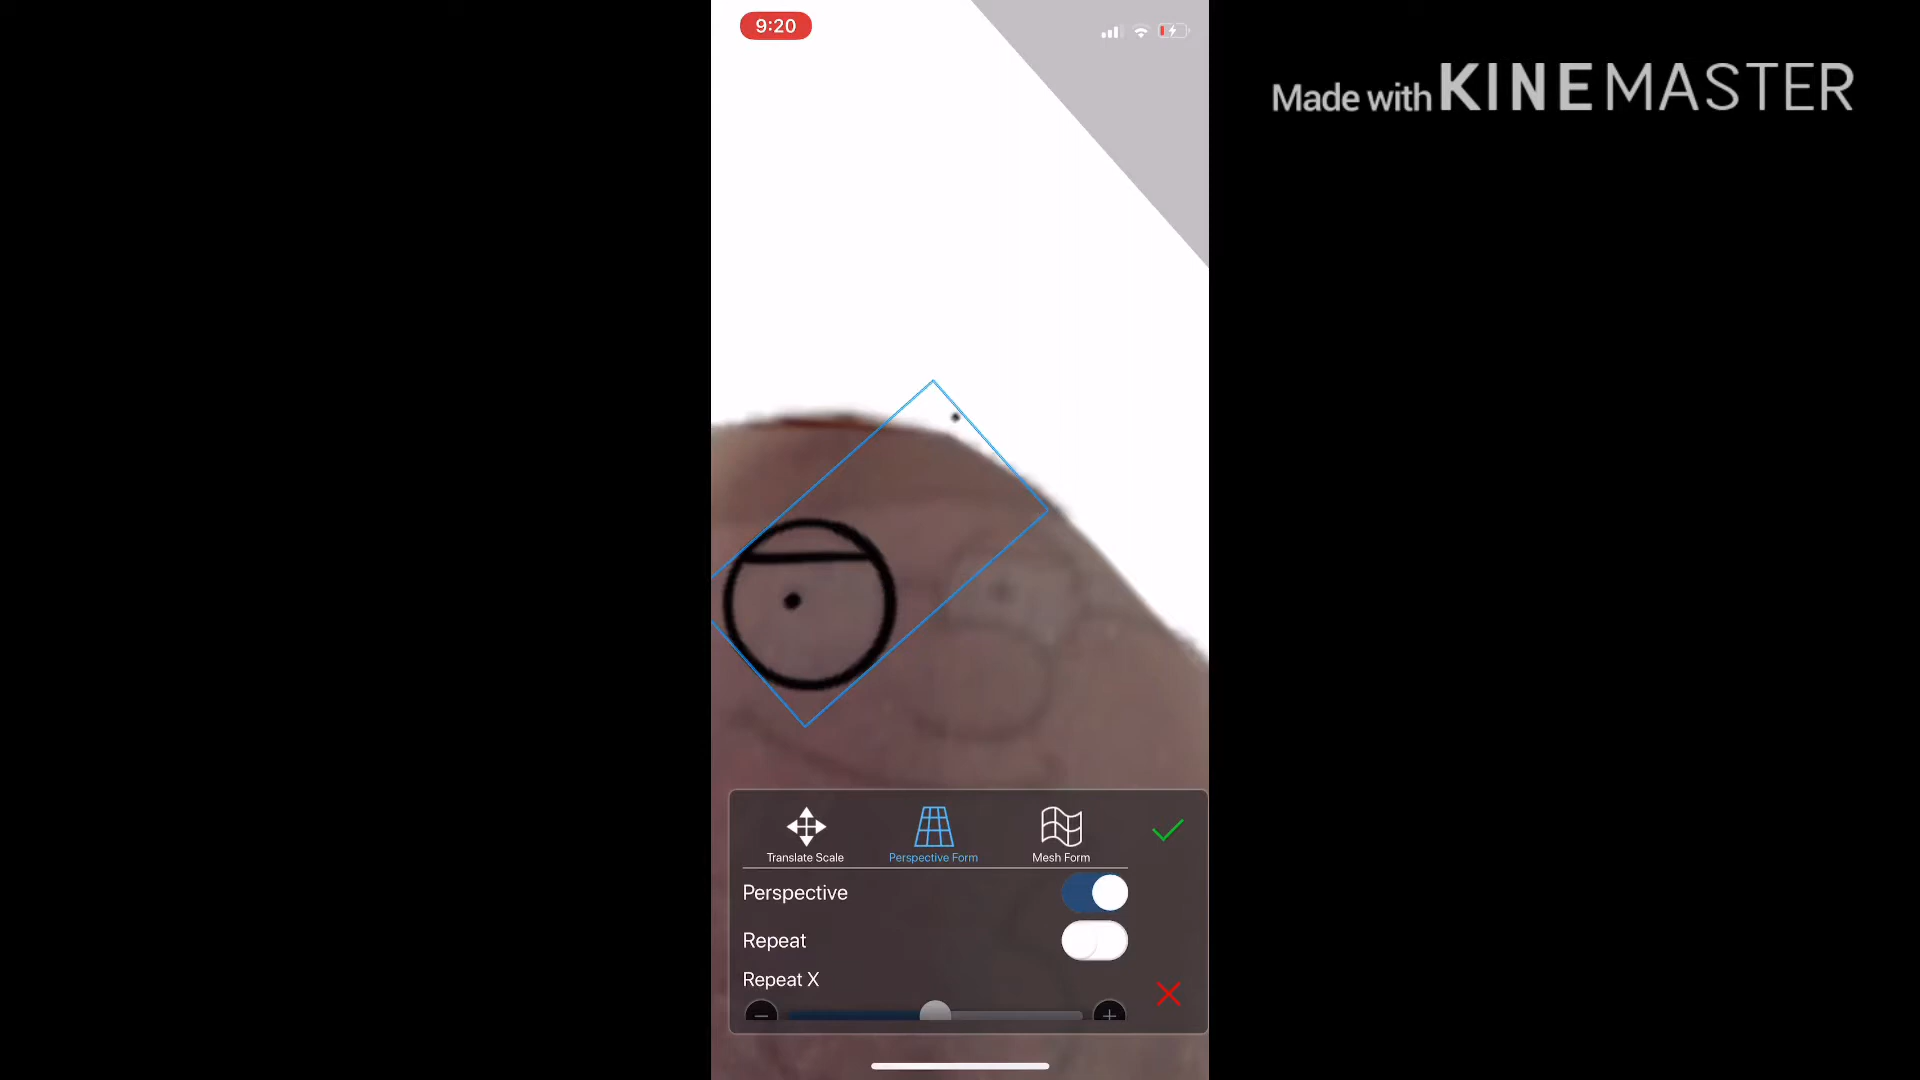 9:20
Made with KINEMASTER
Translate Scale
Perspective Form
Mesh Form
Perspective
Repeat
Repeat X